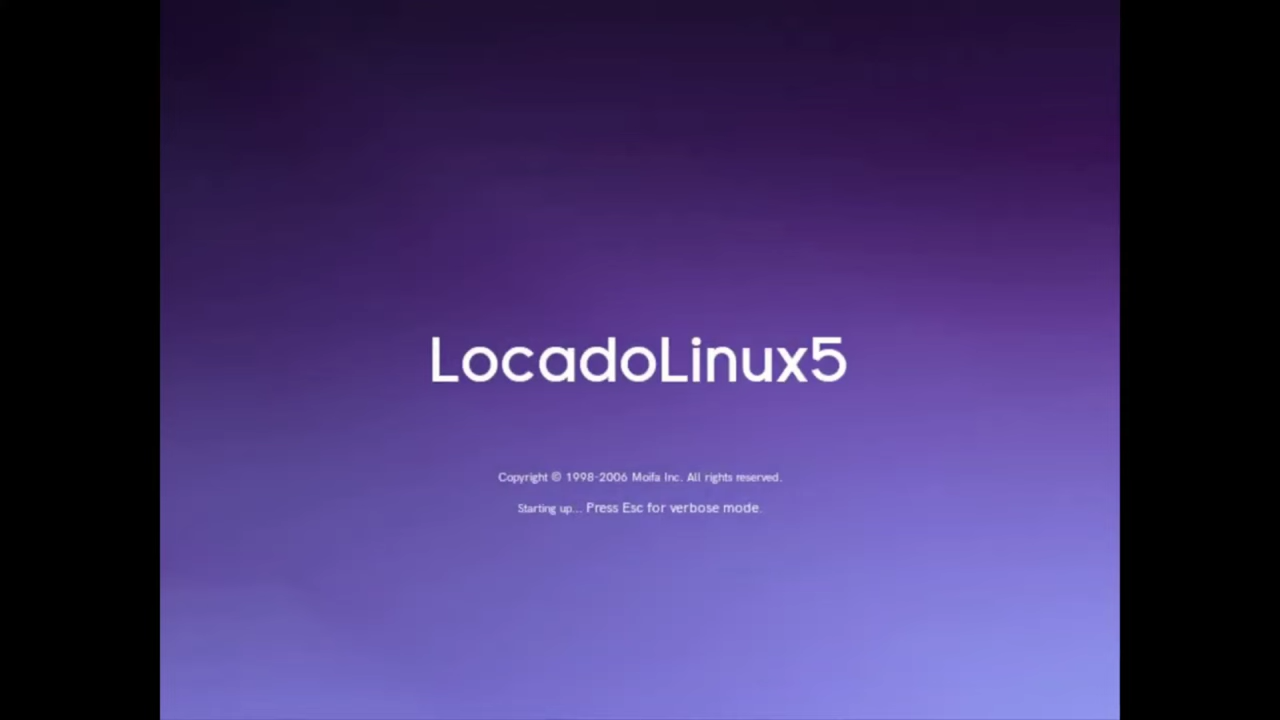 LocadoLinux5
Copyright © 1998-2006 Moifa Inc. All rights reserved.
Starting up... Press Esc for verbose mode.